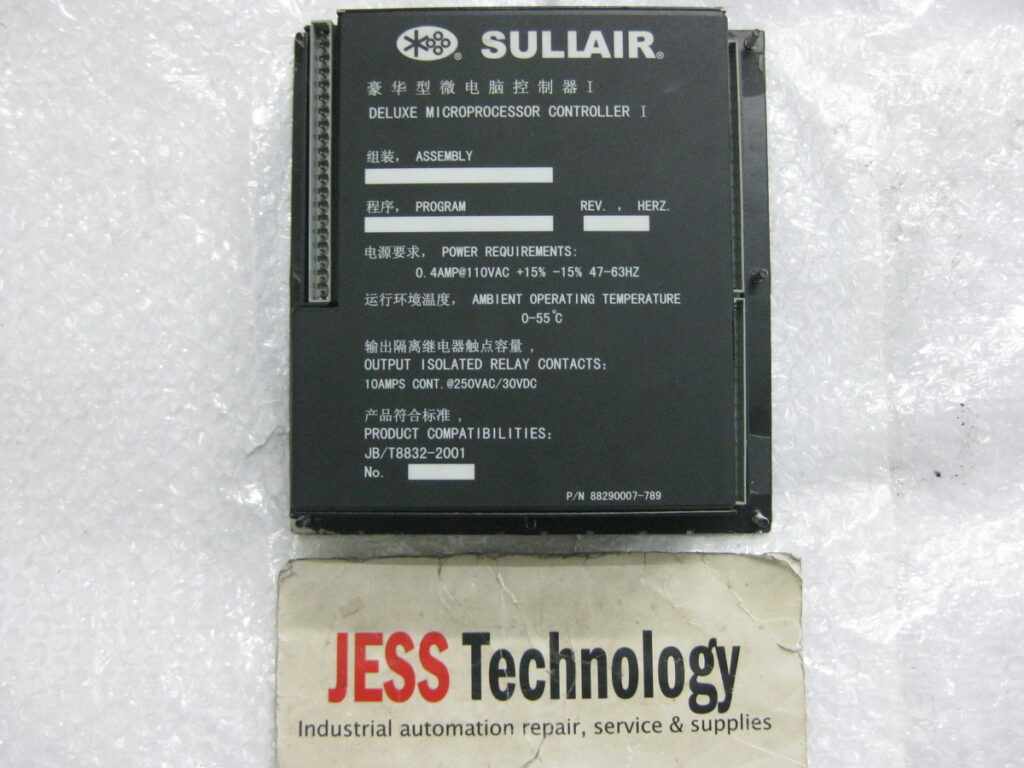 SULLAIR®
豪华型微电脑控制器 I
DELUXE MICROPROCESSOR CONTROLLER I
组装， ASSEMBLY
程序， PROGRAM REV. , HERZ.
电源要求， POWER REQUIREMENTS:
0.4AMP@110VAC +15% -15% 47-63HZ
运行环境温度， AMBIENT OPERATING TEMPERATURE
0-55℃
输出隔离继电器触点容量，
OUTPUT ISOLATED RELAY CONTACTS:
10AMPS CONT.@250VAC/30VDC
产品符合标准，
PRODUCT COMPATIBILITIES:
JB/T8832-2001
No.
P/N 88290007-789
JESS Technology
Industrial automation repair, service & supplies